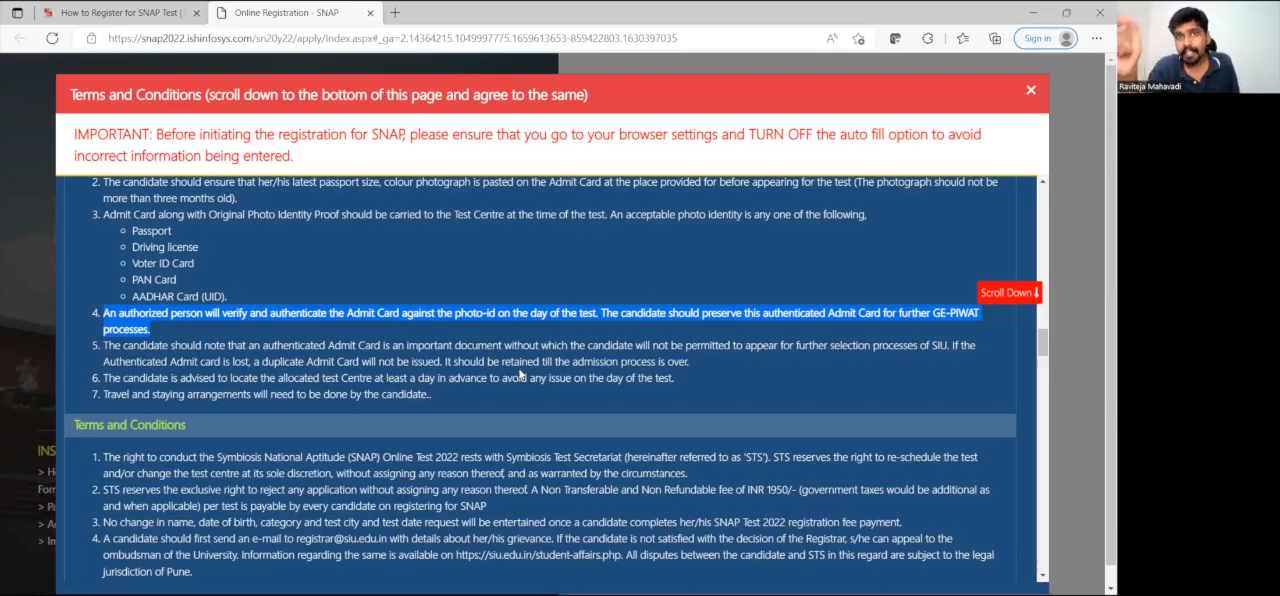 How to Register for SNAP Test |
Online Registration - SNAP
https://snap2022.ishinfosys.com/sn20y22/apply/Index.aspx#_ga=2.14364215.1049997775.1659613653-859422803.1630397035
Sign in
Raviteja Mahavadi
Terms and Conditions (scroll down to the bottom of this page and agree to the same)
IMPORTANT: Before initiating the registration for SNAP, please ensure that you go to your browser settings and TURN OFF the auto fill option to avoid
incorrect information being entered.
2. The candidate should ensure that her/his latest passport size, colour photograph is pasted on the Admit Card at the place provided for before appearing for the test (The photograph should not be
more than three months old).
3. Admit Card along with Original Photo Identity Proof should be carried to the Test Centre at the time of the test. An acceptable photo identity is any one of the following,
Passport
Driving license
Voter ID Card
PAN Card
AADHAR Card (UID).
Scroll Down
4. An authorized person will verify and authenticate the Admit Card against the photo-id on the day of the test. The candidate should preserve this authenticated Admit Card for further GE-PIWAT
processes.
5. The candidate should note that an authenticated Admit Card is an important document without which the candidate will not be permitted to appear for further selection processes of SIU. If the
Authenticated Admit card is lost, a duplicate Admit Card will not be issued. It should be retained till the admission process is over.
6. The candidate is advised to locate the allocated test Centre at least a day in advance to avoid any issue on the day of the test.
7. Travel and staying arrangements will need to be done by the candidate..
Terms and Conditions
1. The right to conduct the Symbiosis National Aptitude (SNAP) Online Test 2022 rests with Symbiosis Test Secretariat (hereinafter referred to as 'STS'). STS reserves the right to re-schedule the test
and/or change the test centre at its sole discretion, without assigning any reason thereof, and as warranted by the circumstances.
2. STS reserves the exclusive right to reject any application without assigning any reason thereof. A Non Transferable and Non Refundable fee of INR 1950/- (government taxes would be additional as
and when applicable) per test is payable by every candidate on registering for SNAP
3. No change in name, date of birth, category and test city and test date request will be entertained once a candidate completes her/his SNAP Test 2022 registration fee payment.
4. A candidate should first send an e-mail to registrar@siu.edu.in with details about her/his grievance. If the candidate is not satisfied with the decision of the Registrar, s/he can appeal to the
ombudsman of the University. Information regarding the same is available on https://siu.edu.in/student-affairs.php. All disputes between the candidate and STS in this regard are subject to the legal
jurisdiction of Pune.
INS